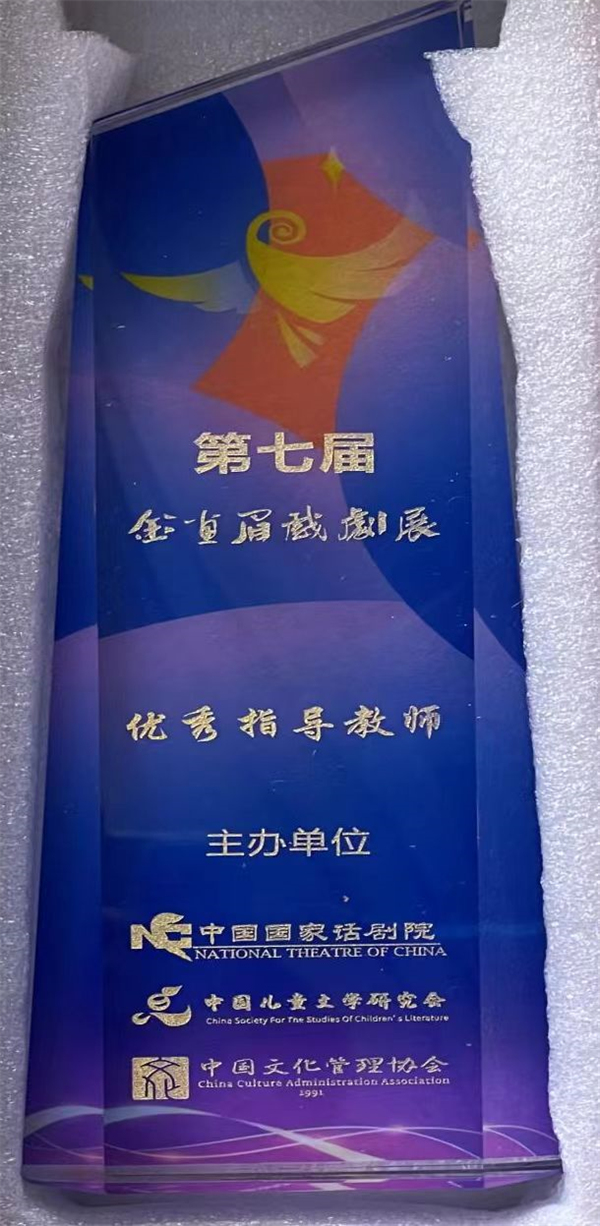 第七届
金画眉戲劇展
优秀指导教师
主办单位
中国国家话剧院
NATIONAL THEATRE OF CHINA
中国儿童文学研究会
China Society For The Studies Of Children's Literature
中国文化管理协会
China Culture Administration Association
1991